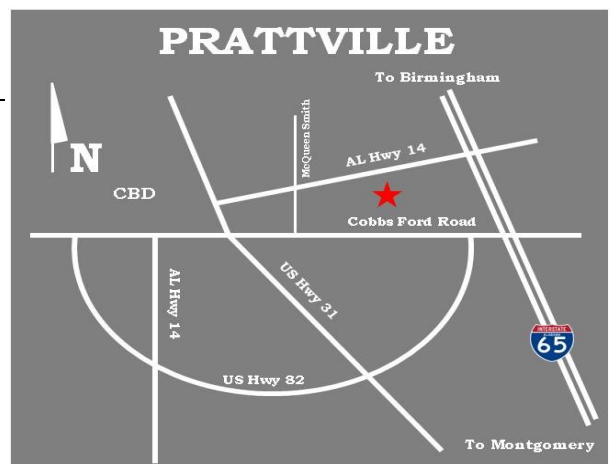 PRATTVILLE
To Birmingham
N
McQueen Smith
AL Hwy 14
CBD
Cobbs Ford Road
AL Hwy 14
US Hwy 31
INTERSTATE
65
US Hwy 82
To Montgomery